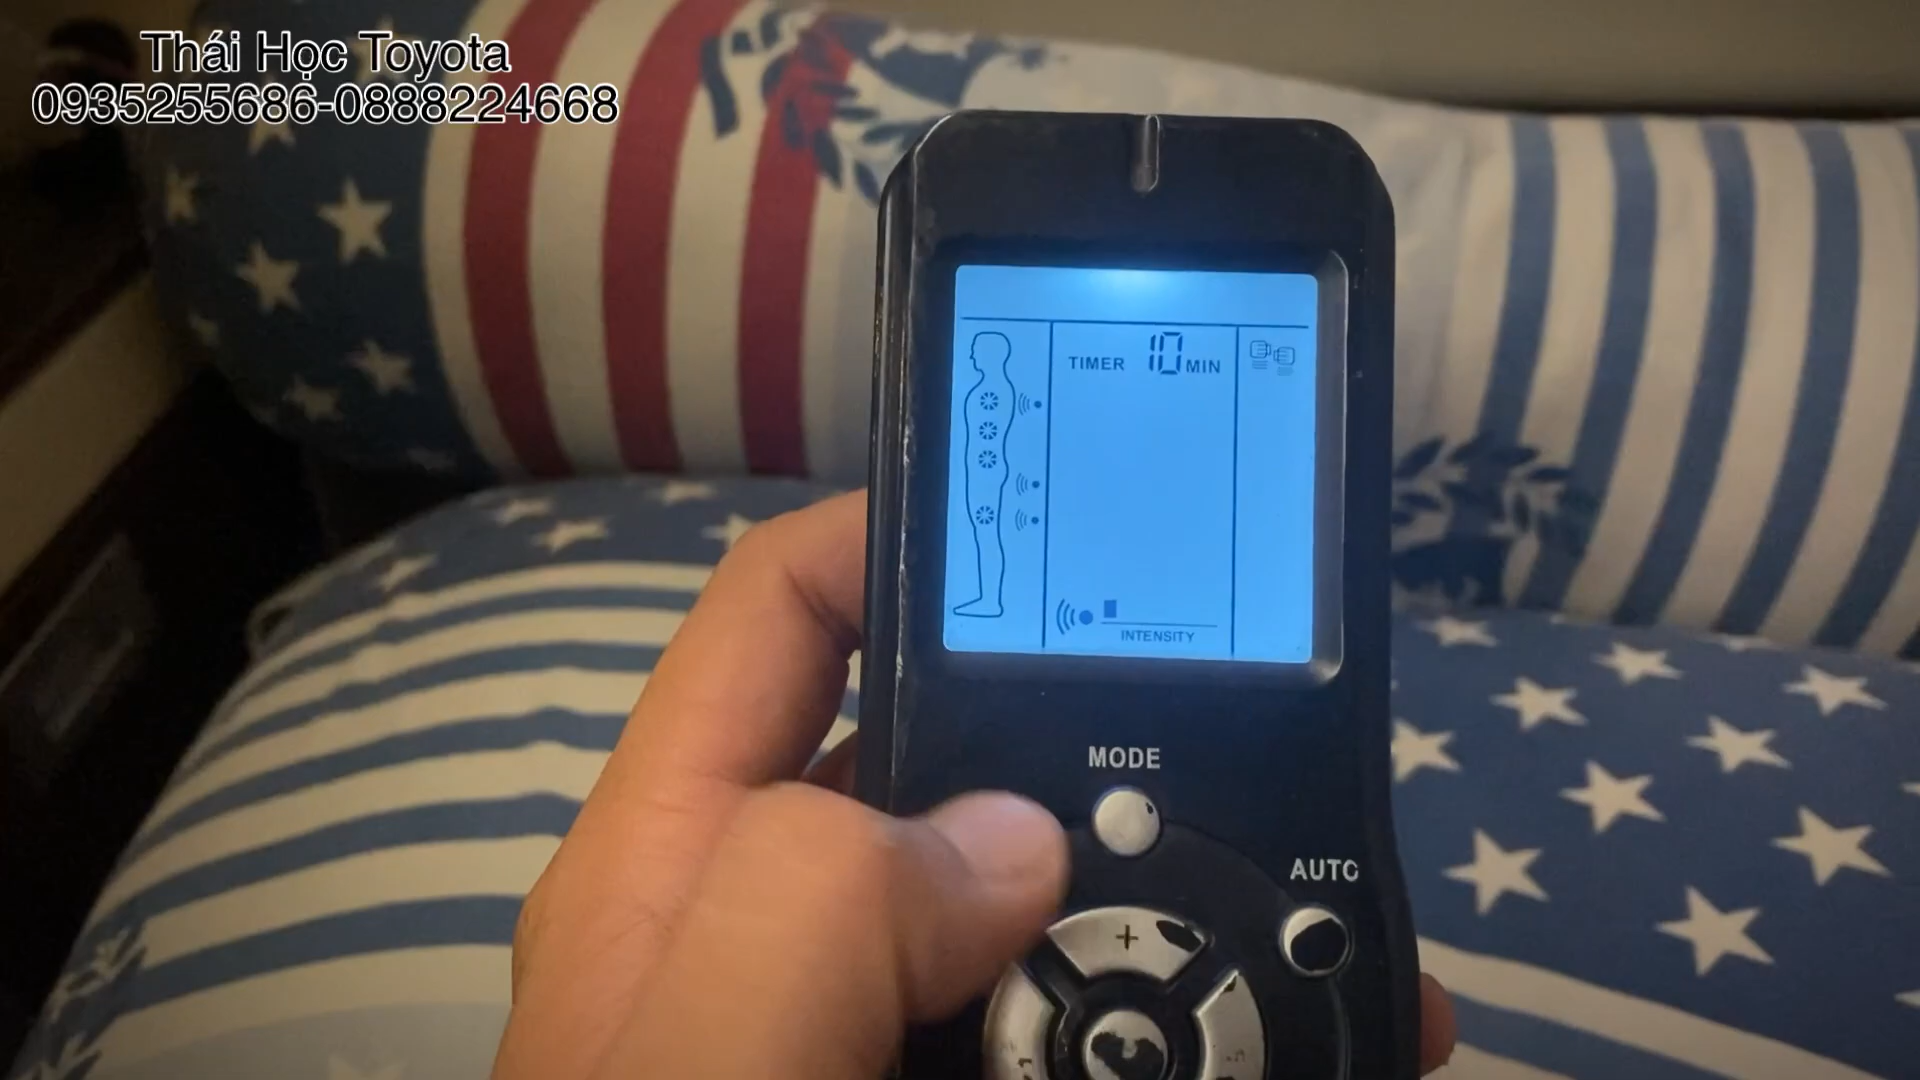 Thái Học Toyota
0935255686-0888224668
TIMER 10 MIN
INTENSITY
MODE
AUTO
+